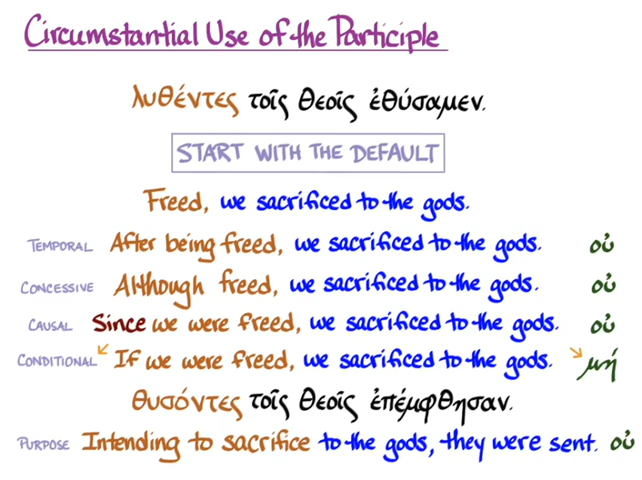 Circumstantial Use of the Participle
λυθέντες τοῖς θεοῖς ἐθύσαμεν.
START WITH THE DEFAULT
Freed, we sacrificed to the gods.
TEMPORAL After being freed, we sacrificed to the gods. οὐ
CONCESSIVE Although freed, we sacrificed to the gods. οὐ
CAUSAL Since we were freed, we sacrificed to the gods. οὐ
CONDITIONAL If we were freed, we sacrificed to the gods. μή
θυσόντες τοῖς θεοῖς ἐπέμφθησαν.
PURPOSE Intending to sacrifice to the gods, they were sent. οὐ